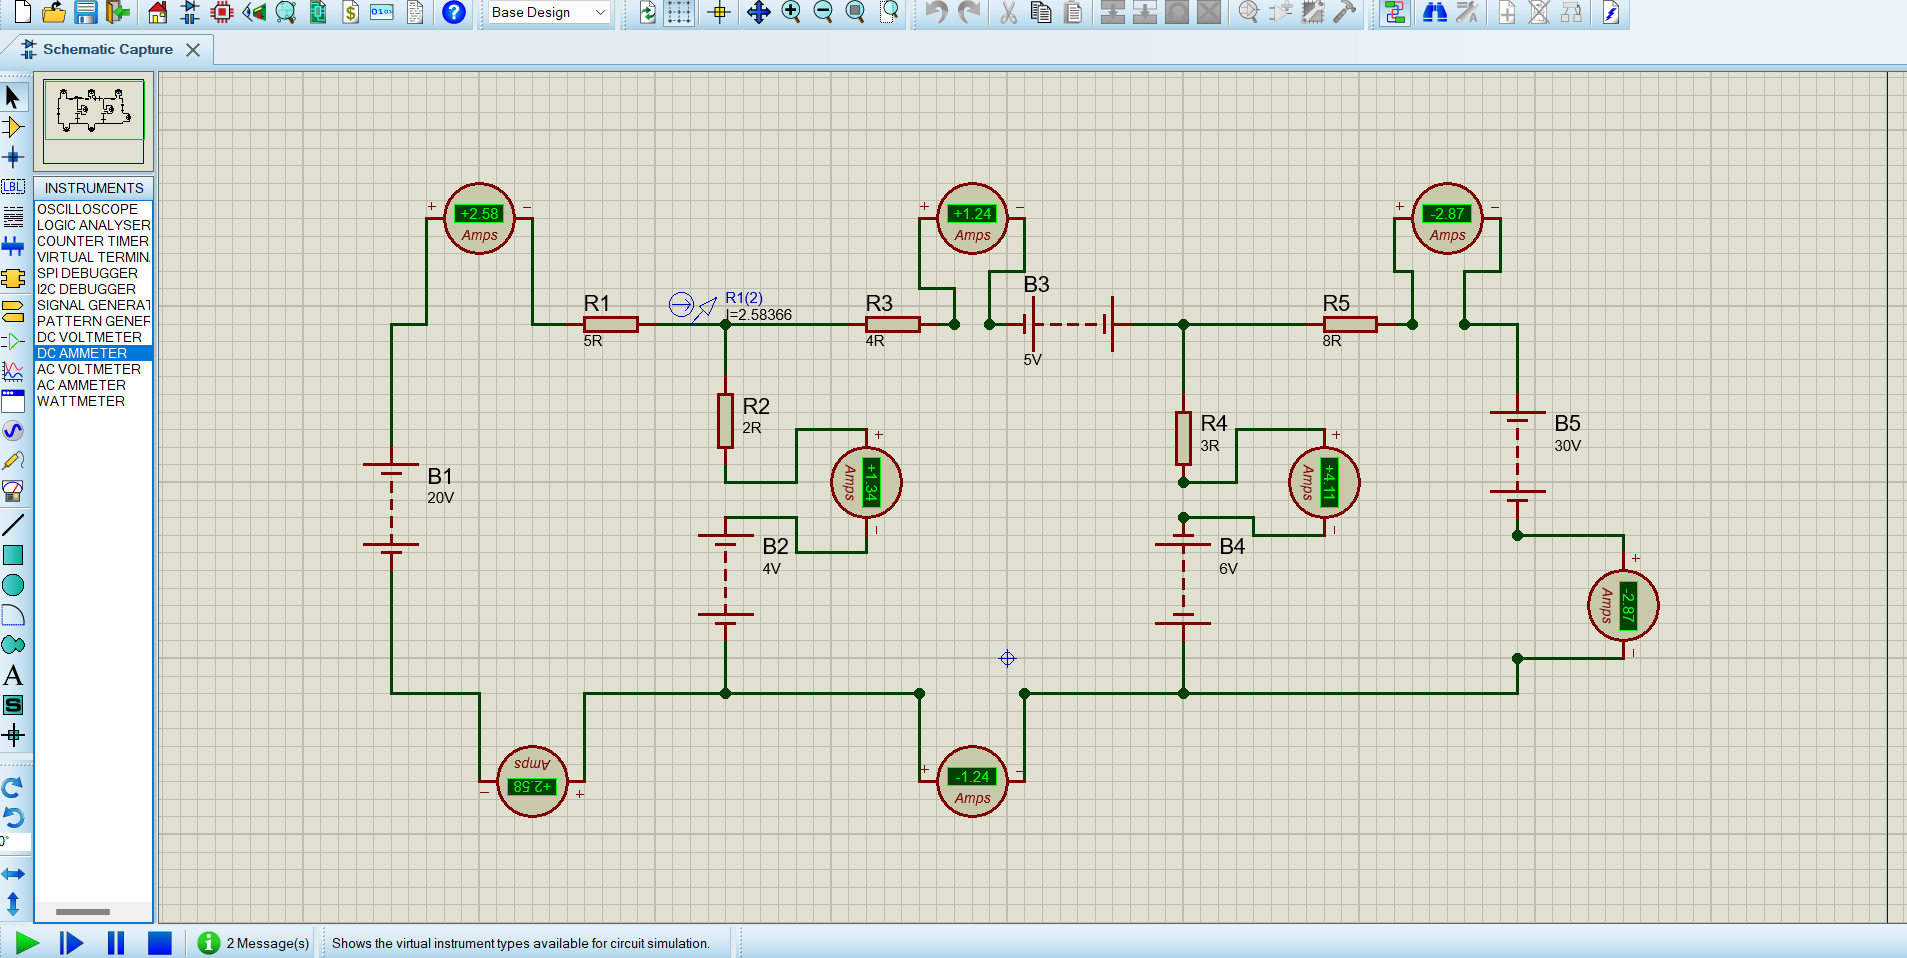 Base Design
Schematic Capture
LBL
INSTRUMENTS
OSCILLOSCOPE
LOGIC ANALYSER
COUNTER TIMER
VIRTUAL TERMIN
SPI DEBUGGER
I2C DEBUGGER
SIGNAL GENERAT
PATTERN GENER
DC VOLTMETER
DC AMMETER
AC VOLTMETER
AC AMMETER
WATTMETER
+ +2.58 −
Amps
+ +1.24 −
Amps
+ -2.87 −
Amps
R1
5R
R1(2)
I=2.58366
R3
4R
B3
5V
R5
8R
R2
2R
+ +1.34 −
Amps
R4
3R
+ +4.11 −
Amps
B5
30V
B1
20V
B2
4V
B4
6V
+ -2.87 −
Amps
− +2.58 +
Amps
+ -1.24 −
Amps
A
S
0°
2 Message(s)
Shows the virtual instrument types available for circuit simulation.